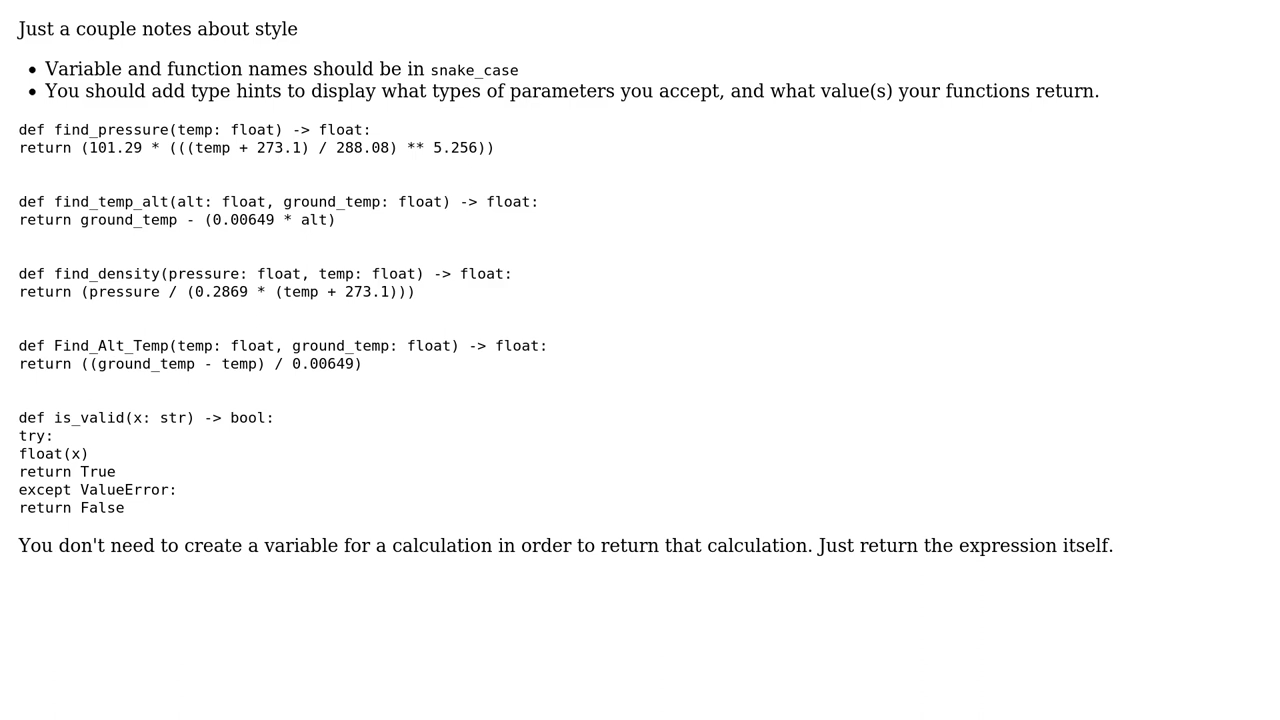 Just a couple notes about style
• Variable and function names should be in snake_case
• You should add type hints to display what types of parameters you accept, and what value(s) your functions return.
def find_pressure(temp: float) -> float:
return (101.29 * (((temp + 273.1) / 288.08) ** 5.256))
def find_temp_alt(alt: float, ground_temp: float) -> float:
return ground_temp - (0.00649 * alt)
def find_density(pressure: float, temp: float) -> float:
return (pressure / (0.2869 * (temp + 273.1)))
def Find_Alt_Temp(temp: float, ground_temp: float) -> float:
return ((ground_temp - temp) / 0.00649)
def is_valid(x: str) -> bool:
try:
float(x)
return True
except ValueError:
return False
You don't need to create a variable for a calculation in order to return that calculation. Just return the expression itself.